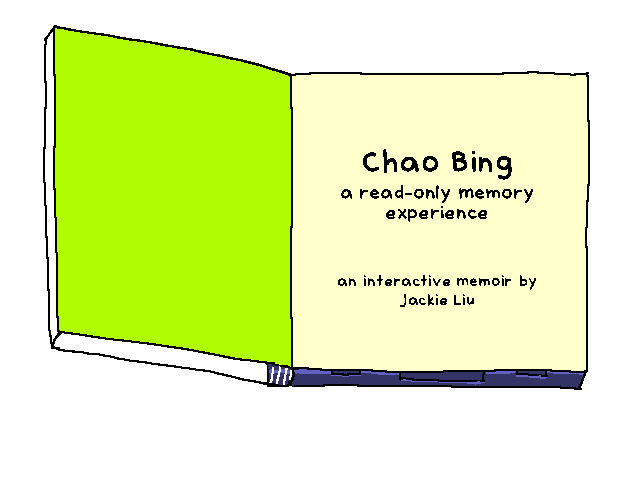 Chao Bing
a read-only memory
experience
an interactive memoir by
Jackie Liu